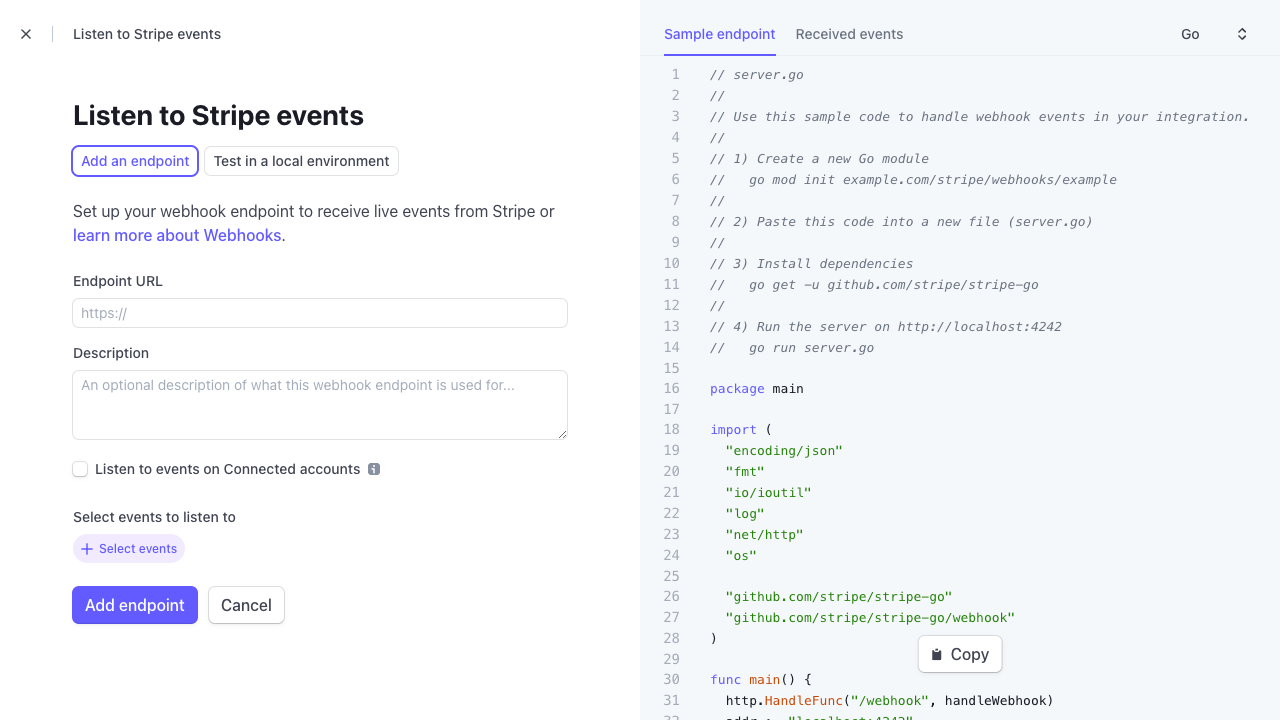 Listen to Stripe events
Listen to Stripe events
Add an endpoint
Test in a local environment
Set up your webhook endpoint to receive live events from Stripe or
learn more about Webhooks.
Endpoint URL
https://
Description
An optional description of what this webhook endpoint is used for...
Listen to events on Connected accounts
Select events to listen to
Select events
Add endpoint
Cancel
Sample endpoint
Received events
Go
1 // server.go
2 //
3 // Use this sample code to handle webhook events in your integration.
4 //
5 // 1) Create a new Go module
6 //   go mod init example.com/stripe/webhooks/example
7 //
8 // 2) Paste this code into a new file (server.go)
9 //
10 // 3) Install dependencies
11 //   go get -u github.com/stripe/stripe-go
12 //
13 // 4) Run the server on http://localhost:4242
14 //   go run server.go
15
16 package main
17
18 import (
19   "encoding/json"
20   "fmt"
21   "io/ioutil"
22   "log"
23   "net/http"
24   "os"
25
26   "github.com/stripe/stripe-go"
27   "github.com/stripe/stripe-go/webhook"
28 )
29
30 func main() {
31   http.HandleFunc("/webhook", handleWebhook)
Copy